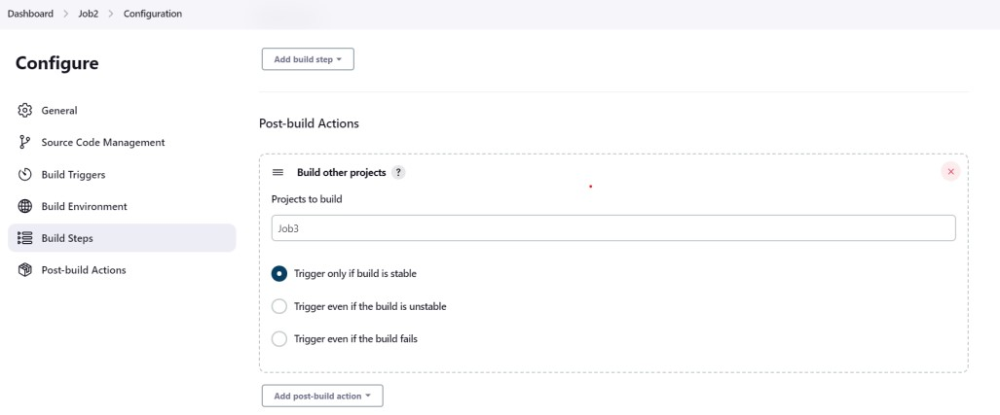 Dashboard > Job2 > Configuration
Configure
General
Source Code Management
Build Triggers
Build Environment
Build Steps
Post-build Actions
Add build step
Post-build Actions
Build other projects ?
Projects to build
Job3
Trigger only if build is stable
Trigger even if the build is unstable
Trigger even if the build fails
Add post-build action